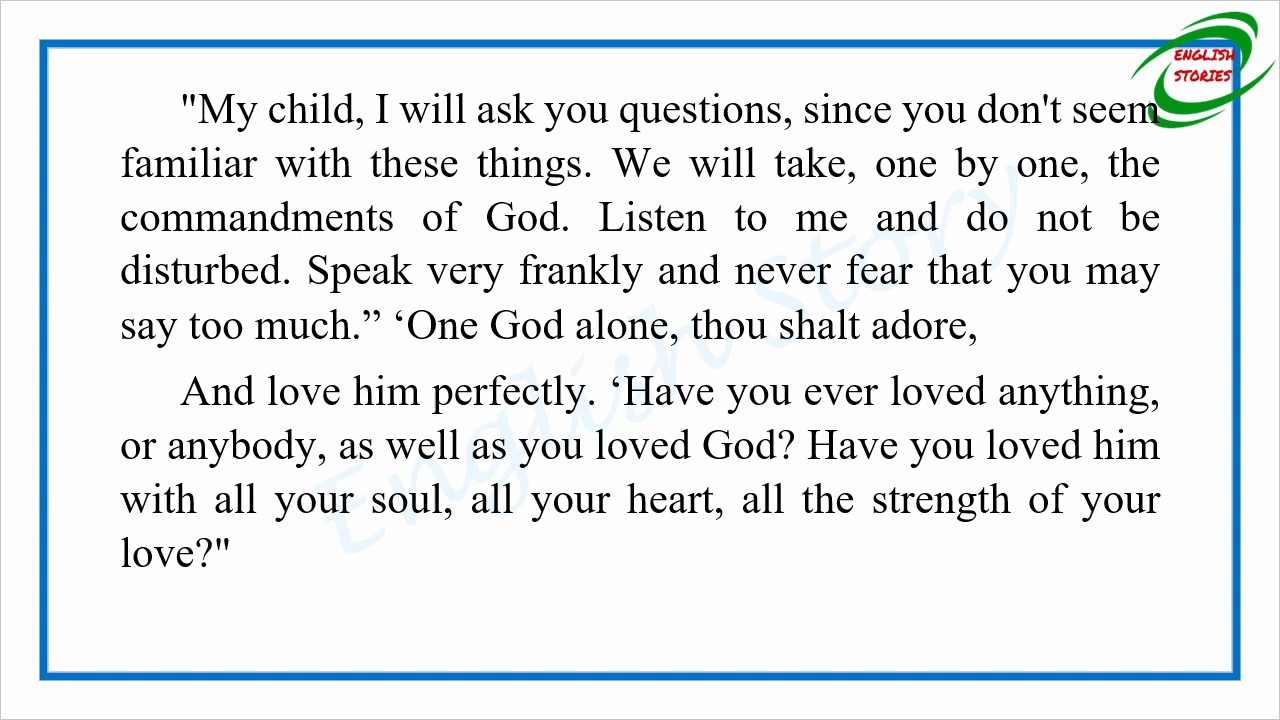 ENGLISH
STORIES
"My child, I will ask you questions, since you don't seem
familiar with these things. We will take, one by one, the
commandments of God. Listen to me and do not be
disturbed. Speak very frankly and never fear that you may
say too much.” ‘One God alone, thou shalt adore,
And love him perfectly. ‘Have you ever loved anything,
or anybody, as well as you loved God? Have you loved him
with all your soul, all your heart, all the strength of your
love?"
English Story